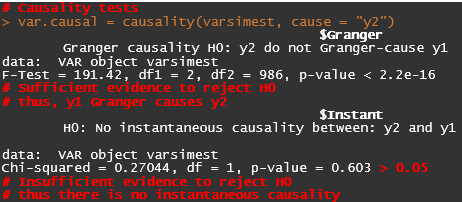 # Causality tests
> var.causal = causality(varsimest, cause = "y2")
$Granger
Granger causality H0: y2 do not Granger-cause y1
data: VAR object varsimest
F-Test = 191.42, df1 = 2, df2 = 986, p-value < 2.2e-16
# Sufficient evidence to reject H0
# thus, y1 Granger causes y2
$Instant
H0: No instantaneous causality between: y2 and y1
data: VAR object varsimest
Chi-squared = 0.27044, df = 1, p-value = 0.603 > 0.05
# Insufficient evidence to reject H0
# thus there is no instantaneous causality